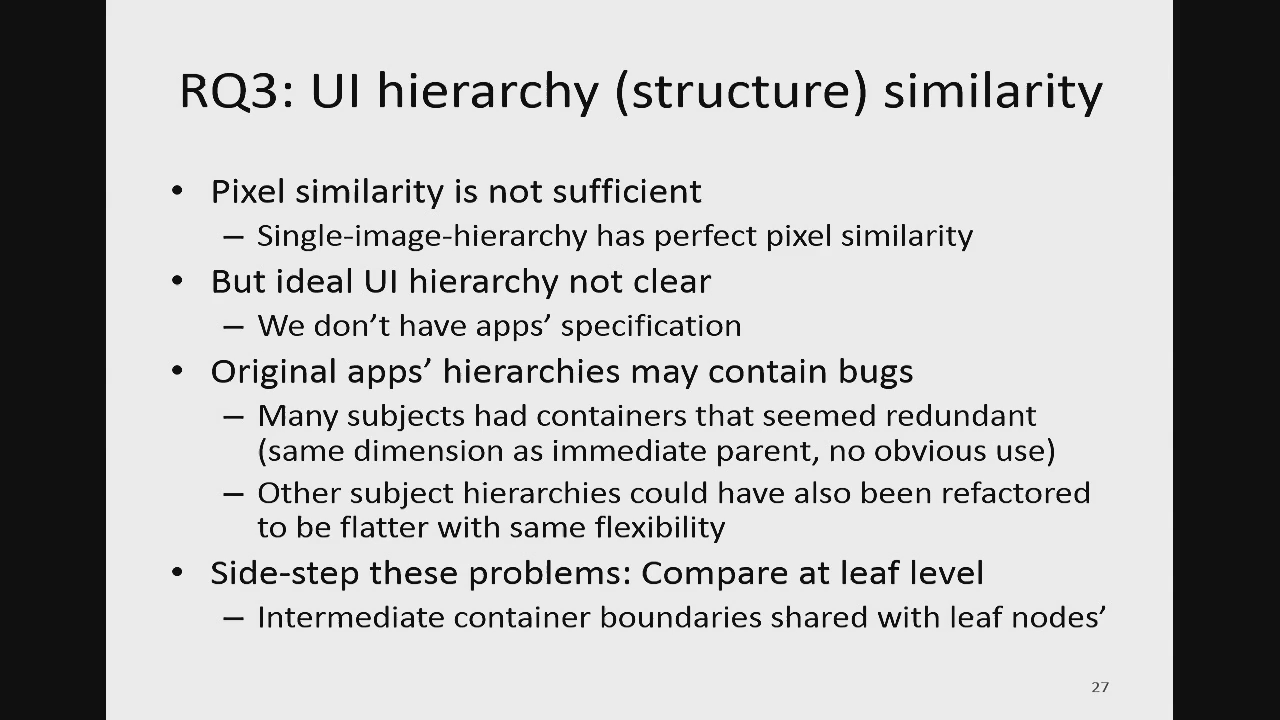 RQ3: UI hierarchy (structure) similarity
• Pixel similarity is not sufficient
– Single-image-hierarchy has perfect pixel similarity
• But ideal UI hierarchy not clear
– We don’t have apps’ specification
• Original apps’ hierarchies may contain bugs
– Many subjects had containers that seemed redundant
(same dimension as immediate parent, no obvious use)
– Other subject hierarchies could have also been refactored
to be flatter with same flexibility
• Side-step these problems: Compare at leaf level
– Intermediate container boundaries shared with leaf nodes’
27